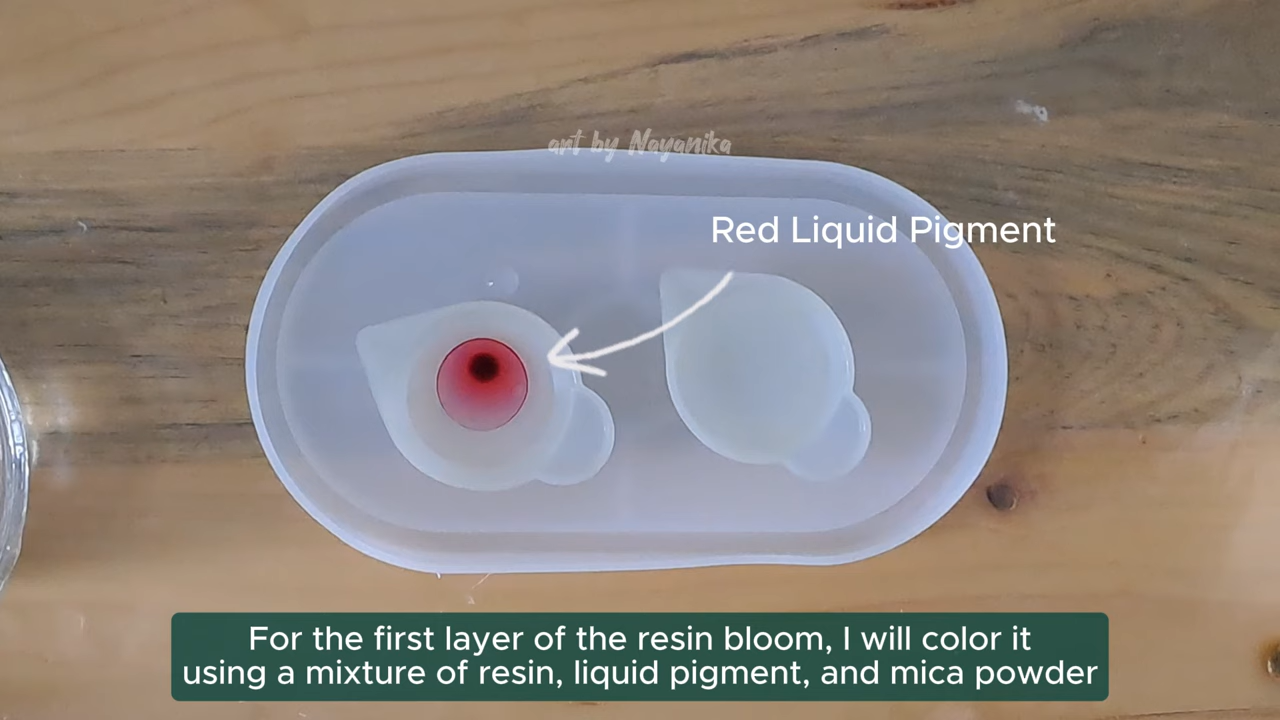 art by Nayanika
Red Liquid Pigment
For the first layer of the resin bloom, I will color it
using a mixture of resin, liquid pigment, and mica powder